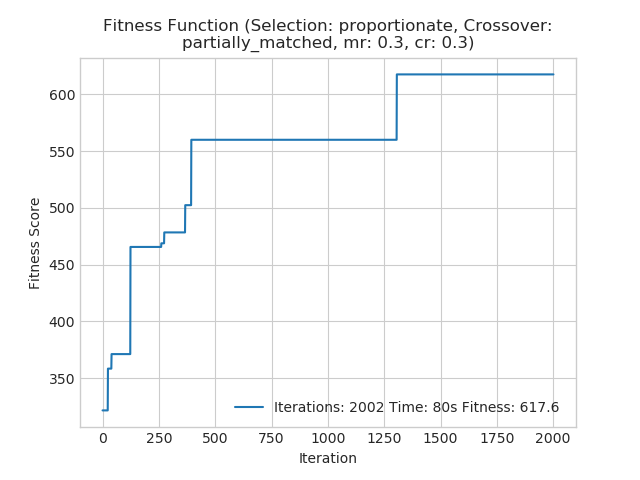 Fitness Function (Selection: proportionate, Crossover:
partially_matched, mr: 0.3, cr: 0.3)
Fitness Score
600
550
500
450
400
350
Iterations: 2002 Time: 80s Fitness: 617.6
0 250 500 750 1000 1250 1500 1750 2000
Iteration